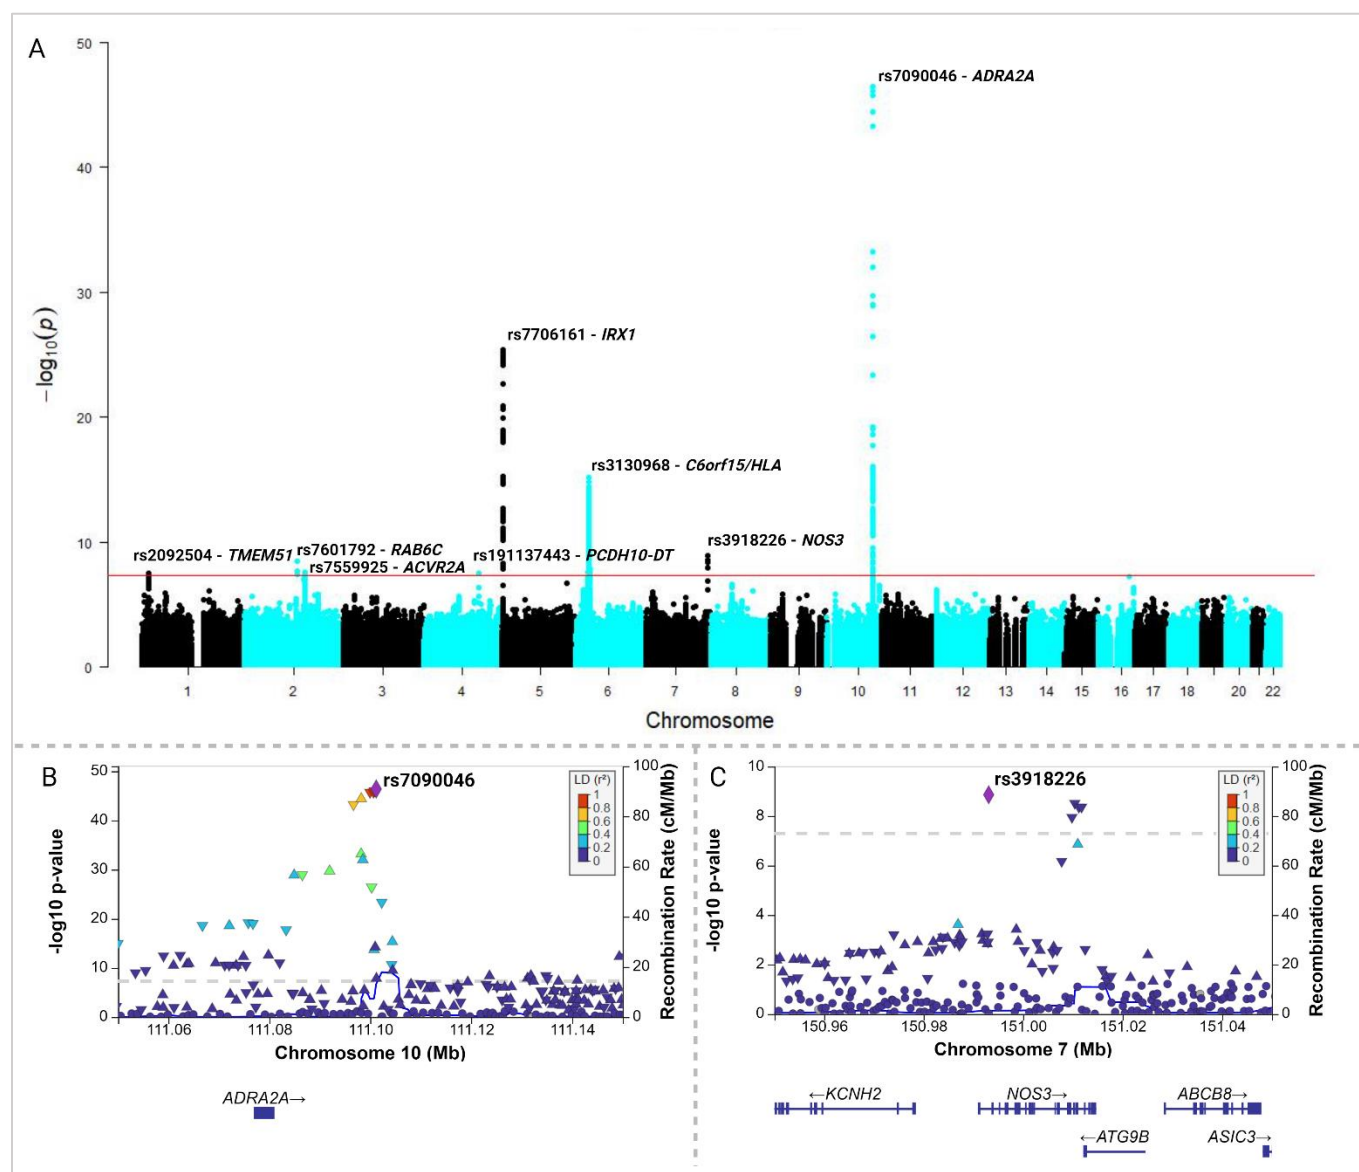 A
50
40
30
20
10
0
−log10(p)
rs7090046 - ADRA2A
rs7706161 - IRX1
rs3130968 - C6orf15/HLA
rs3918226 - NOS3
rs2092504 - TMEM51
rs7601792 - RAB6C
rs7559925 - ACVR2A
rs191137443 - PCDH10-DT
1 2 3 4 5 6 7 8 9 10 11 12 13 14 15 16 17 18 20 22
Chromosome
B
rs7090046
50
40
30
20
10
0
-log10 p-value
LD (r²)
1
0.8
0.6
0.4
0.2
0
100
80
60
40
20
0
Recombination Rate (cM/Mb)
111.06 111.08 111.10 111.12 111.14
Chromosome 10 (Mb)
ADRA2A→
C
rs3918226
10
8
6
4
2
0
-log10 p-value
LD (r²)
1
0.8
0.6
0.4
0.2
0
100
80
60
40
20
0
Recombination Rate (cM/Mb)
150.96 150.98 151.00 151.02 151.04
Chromosome 7 (Mb)
←KCNH2 NOS3→ ABCB8→
←ATG9B ASIC3→